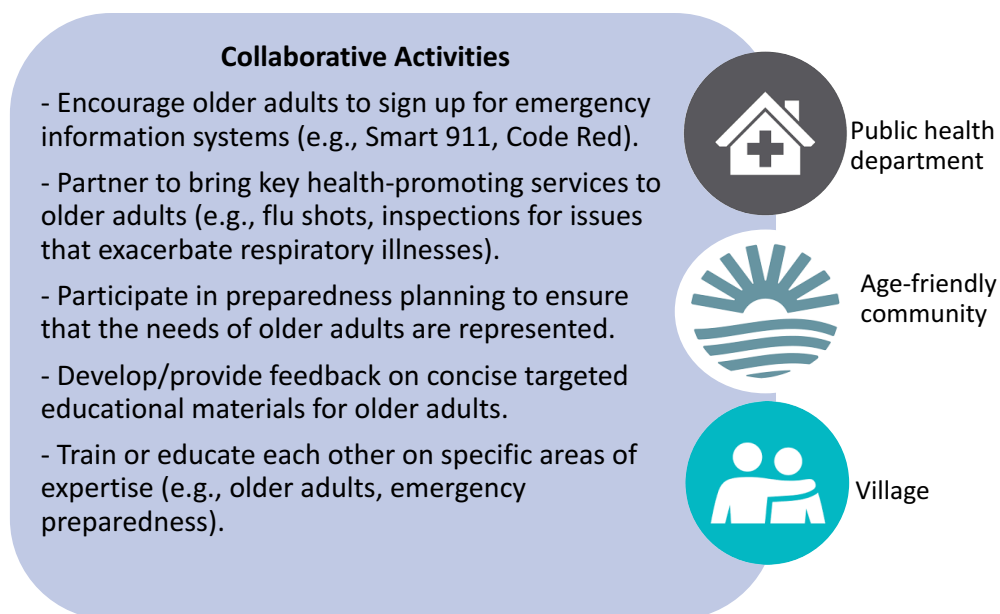 Collaborative Activities
- Encourage older adults to sign up for emergency
information systems (e.g., Smart 911, Code Red).
- Partner to bring key health-promoting services to
older adults (e.g., flu shots, inspections for issues
that exacerbate respiratory illnesses).
- Participate in preparedness planning to ensure
that the needs of older adults are represented.
- Develop/provide feedback on concise targeted
educational materials for older adults.
- Train or educate each other on specific areas of
expertise (e.g., older adults, emergency
preparedness).
Public health
department
Age-friendly
community
Village